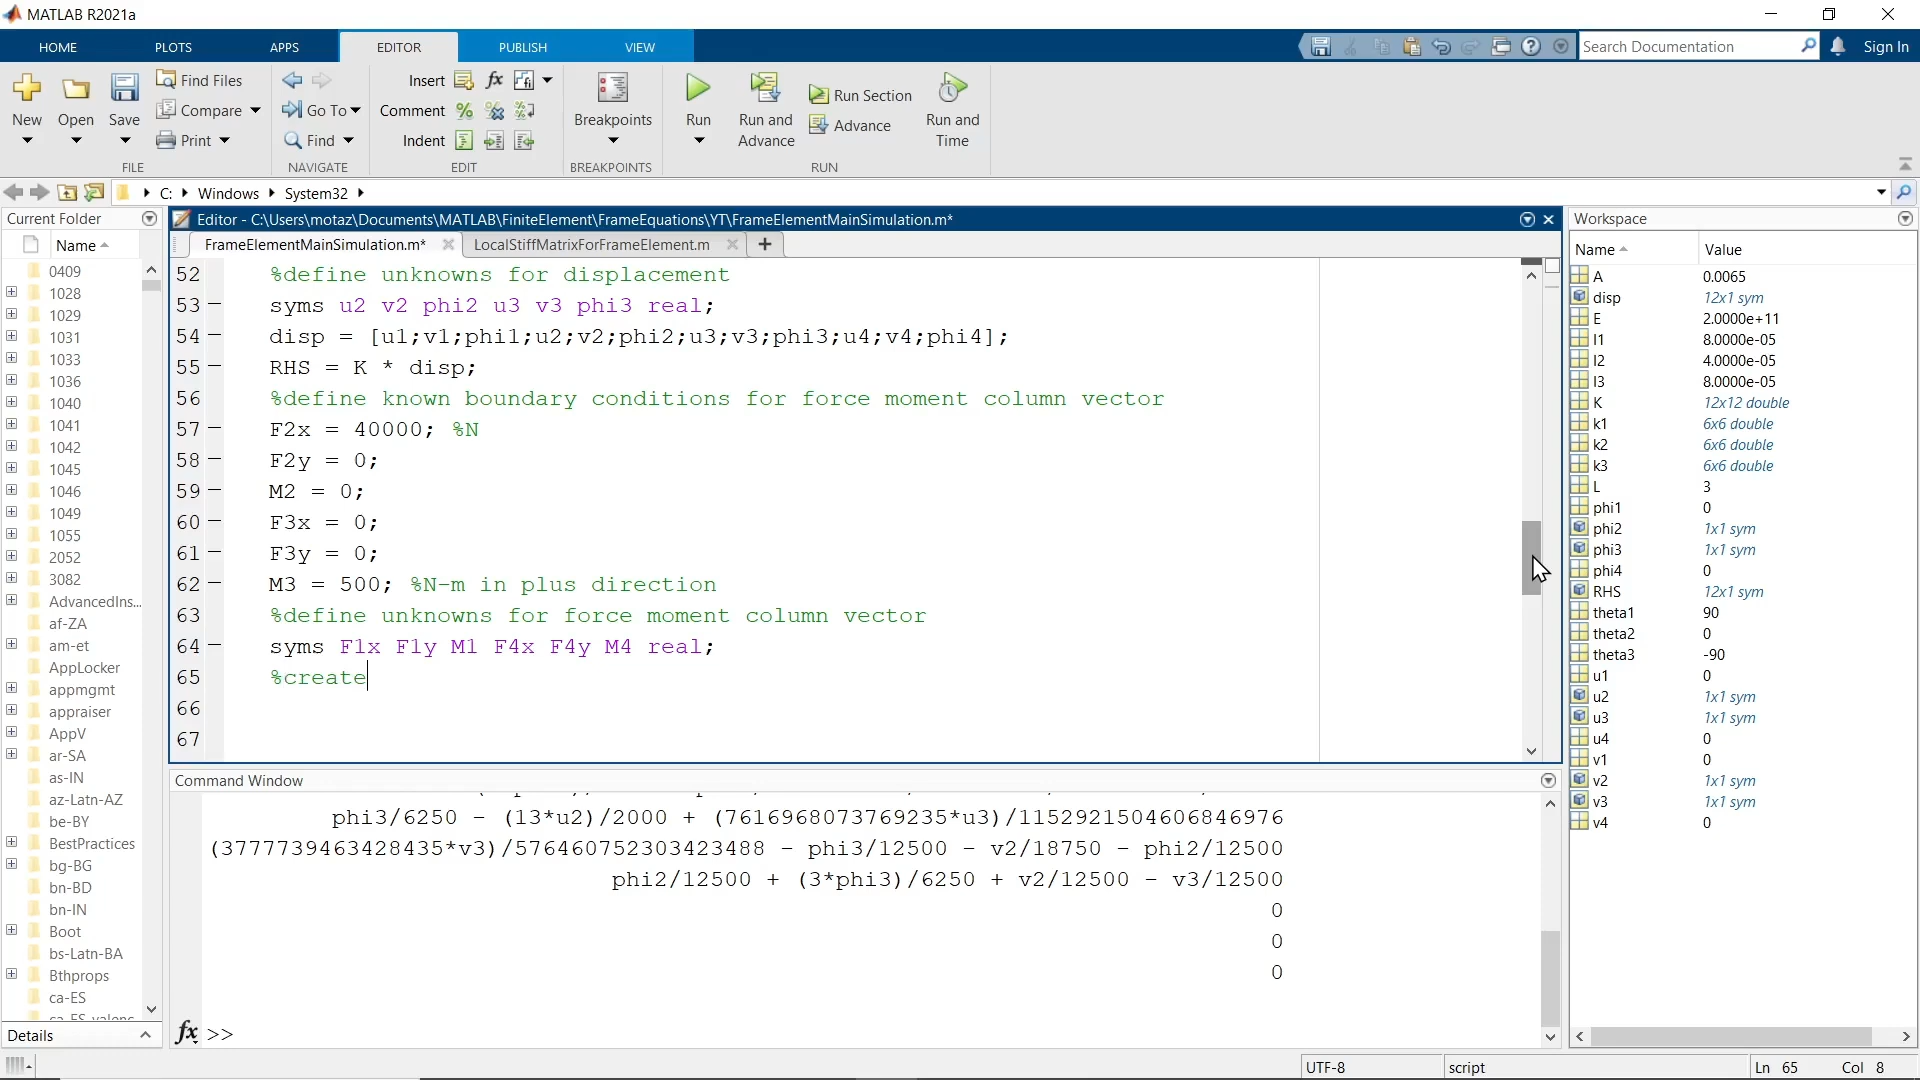 MATLAB R2021a
HOME PLOTS APPS EDITOR PUBLISH VIEW
Search Documentation Sign In
New Open Save Find Files Compare Print
Go To Find
Insert fx Comment Indent
Breakpoints
Run Run and Advance Run Section Advance Run and Time
FILE NAVIGATE EDIT BREAKPOINTS RUN
C: Windows System32
Current Folder
Name
0409
1028
1029
1031
1033
1036
1040
1041
1042
1045
1046
1049
1055
2052
3082
AdvancedIns...
af-ZA
am-et
AppLocker
appmgmt
appraiser
AppV
ar-SA
as-IN
az-Latn-AZ
be-BY
BestPractices
bg-BG
bn-BD
bn-IN
Boot
bs-Latn-BA
Bthprops
ca-ES
Details
Editor - C:\Users\motaz\Documents\MATLAB\FiniteElement\FrameEquations\YT\FrameElementMainSimulation.m*
FrameElementMainSimulation.m* LocalStiffMatrixForFrameElement.m
52 %define unknowns for displacement
53 syms u2 v2 phi2 u3 v3 phi3 real;
54 disp = [u1;v1;phi1;u2;v2;phi2;u3;v3;phi3;u4;v4;phi4];
55 RHS = K * disp;
56 %define known boundary conditions for force moment column vector
57 F2x = 40000; %N
58 F2y = 0;
59 M2 = 0;
60 F3x = 0;
61 F3y = 0;
62 M3 = 500; %N-m in plus direction
63 %define unknowns for force moment column vector
64 syms F1x F1y M1 F4x F4y M4 real;
65 %create
66
67
Command Window
phi3/6250 - (13*u2)/2000 + (7616968073769235*u3)/1152921504606846976
(3777739463428435*v3)/576460752303423488 - phi3/12500 - v2/18750 - phi2/12500
phi2/12500 + (3*phi3)/6250 + v2/12500 - v3/12500
0
0
0
fx >>
Workspace
Name Value
A 0.0065
disp 12x1 sym
E 2.0000e+11
I1 8.0000e-05
I2 4.0000e-05
I3 8.0000e-05
K 12x12 double
k1 6x6 double
k2 6x6 double
k3 6x6 double
L 3
phi1 0
phi2 1x1 sym
phi3 1x1 sym
phi4 0
RHS 12x1 sym
theta1 90
theta2 0
theta3 -90
u1 0
u2 1x1 sym
u3 1x1 sym
u4 0
v1 0
v2 1x1 sym
v3 1x1 sym
v4 0
UTF-8 script Ln 65 Col 8